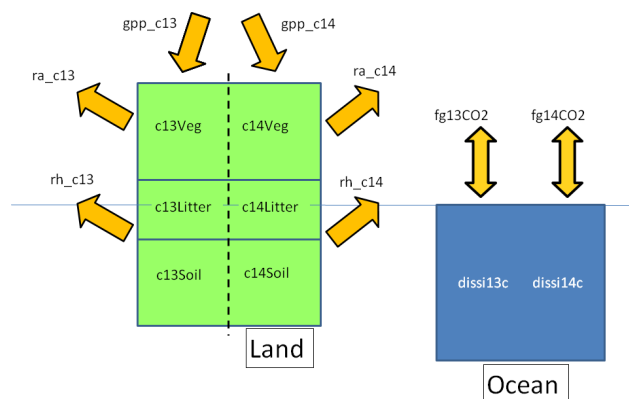 gpp_c13
gpp_c14
ra_c13
ra_c14
fg13CO2
fg14CO2
c13Veg
c14Veg
rh_c13
rh_c14
c13Litter
c14Litter
c13Soil
c14Soil
dissi13c
dissi14c
Land
Ocean